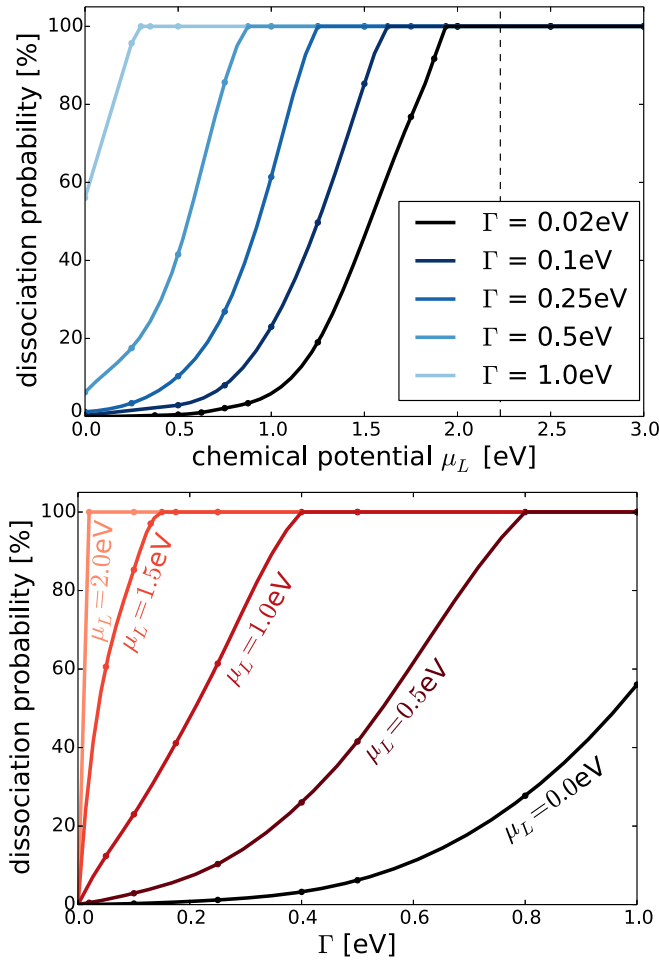 dissociation probability [%]
100
80
60
40
20
0
0.0 0.5 1.0 1.5 2.0 2.5 3.0
chemical potential μ_L [eV]
Γ = 0.02eV
Γ = 0.1eV
Γ = 0.25eV
Γ = 0.5eV
Γ = 1.0eV
dissociation probability [%]
100
80
60
40
20
0
0.0 0.2 0.4 0.6 0.8 1.0
Γ [eV]
μ_L=2.0eV
μ_L=1.5eV
μ_L=1.0eV
μ_L=0.5eV
μ_L=0.0eV